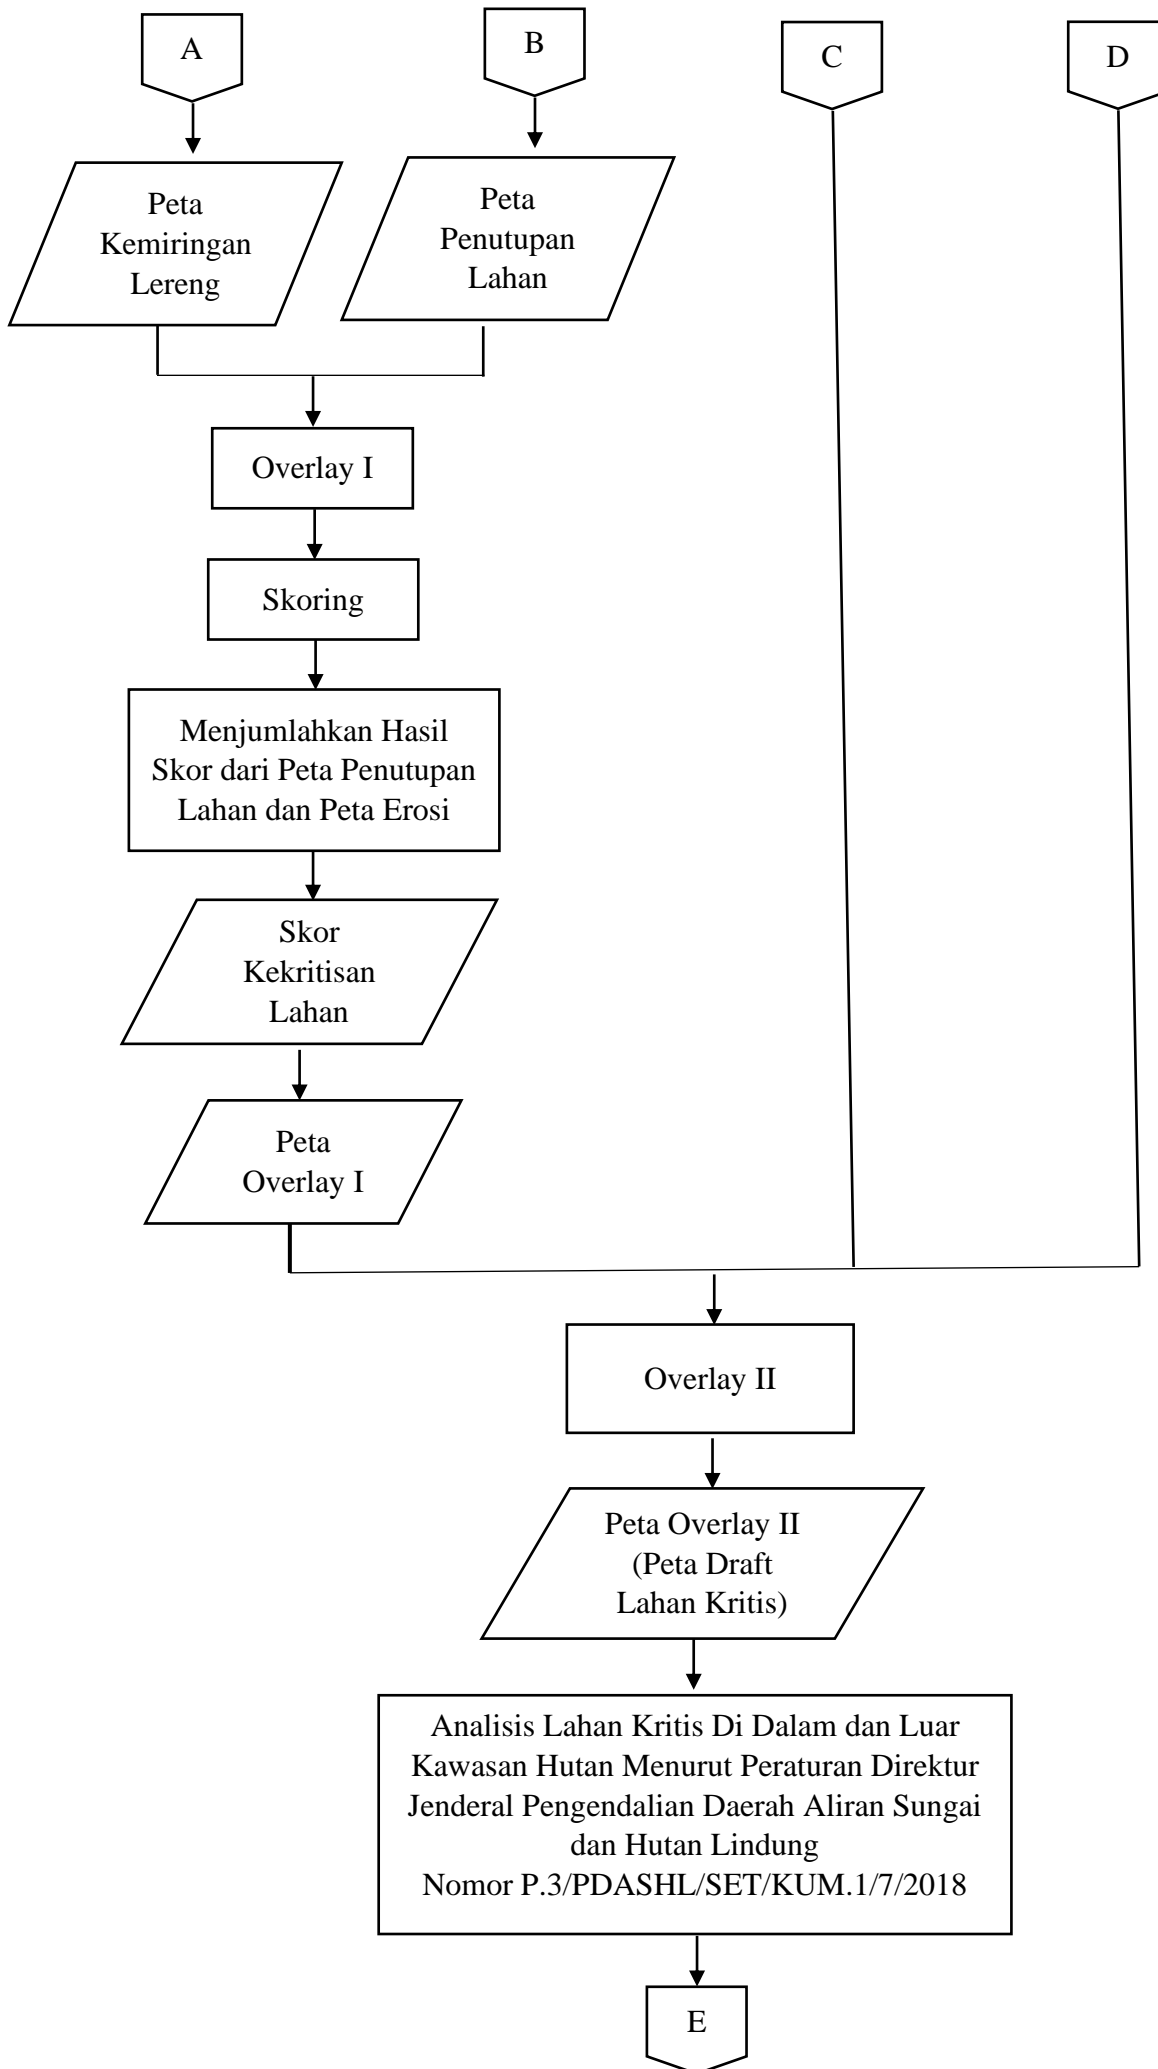 A
B
C
D
Peta
Kemiringan
Lereng
Peta
Penutupan
Lahan
Overlay I
Skoring
Menjumlahkan Hasil
Skor dari Peta Penutupan
Lahan dan Peta Erosi
Skor
Kekritisan
Lahan
Peta
Overlay I
Overlay II
Peta Overlay II
(Peta Draft
Lahan Kritis)
Analisis Lahan Kritis Di Dalam dan Luar
Kawasan Hutan Menurut Peraturan Direktur
Jenderal Pengendalian Daerah Aliran Sungai
dan Hutan Lindung
Nomor P.3/PDASHL/SET/KUM.1/7/2018
E